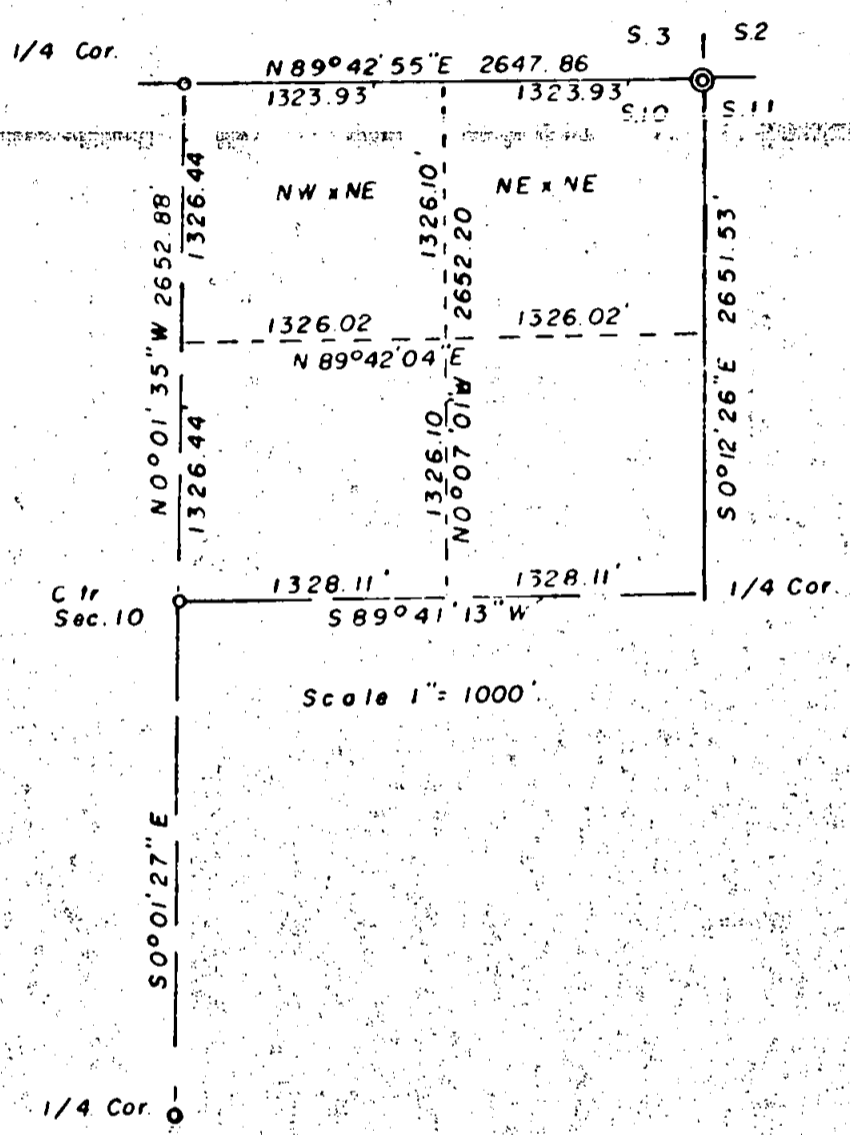 1/4 Cor.
S.3
S.2
N 89° 42' 55" E 2647.86
1323.93'
1323.93'
S.10
S.11
NW x NE
NE x NE
N 0° 01' 35" W 2652.88'
1326.44
1326.10'
2652.20
S 0° 12' 26" E 2651.53'
1326.02
1326.02'
N 89° 42' 04" E
1326.44'
1326.10'
N 0° 07' 01" W
C tr
Sec. 10
1328.11'
1328.11'
S 89° 41' 13" W
1/4 Cor.
Scale 1" = 1000'
S 0° 01' 27" E
1/4 Cor.